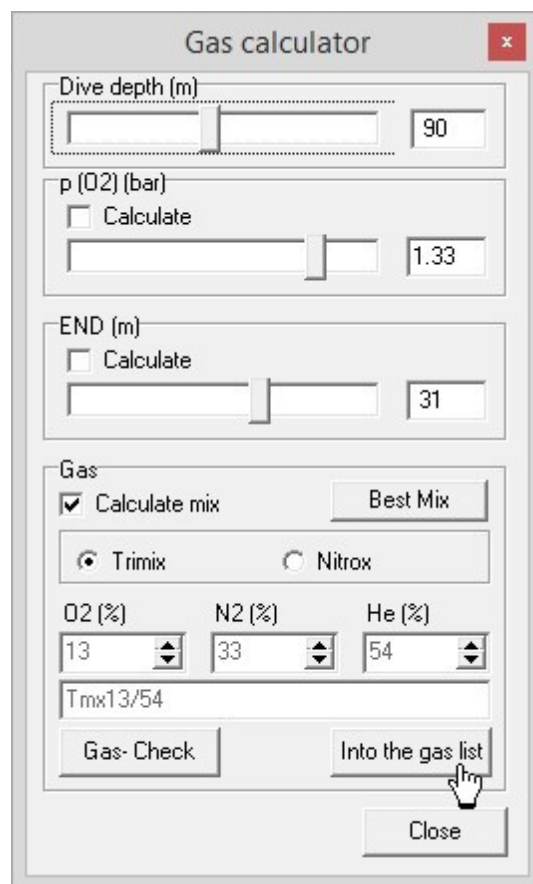 Gas calculator
x
Dive depth (m)
90
p (O2) (bar)
Calculate
1.33
END (m)
Calculate
31
Gas
Calculate mix
Best Mix
Trimix
Nitrox
O2 (%) N2 (%) He (%)
13 33 54
Tmx13/54
Gas- Check
Into the gas list
Close